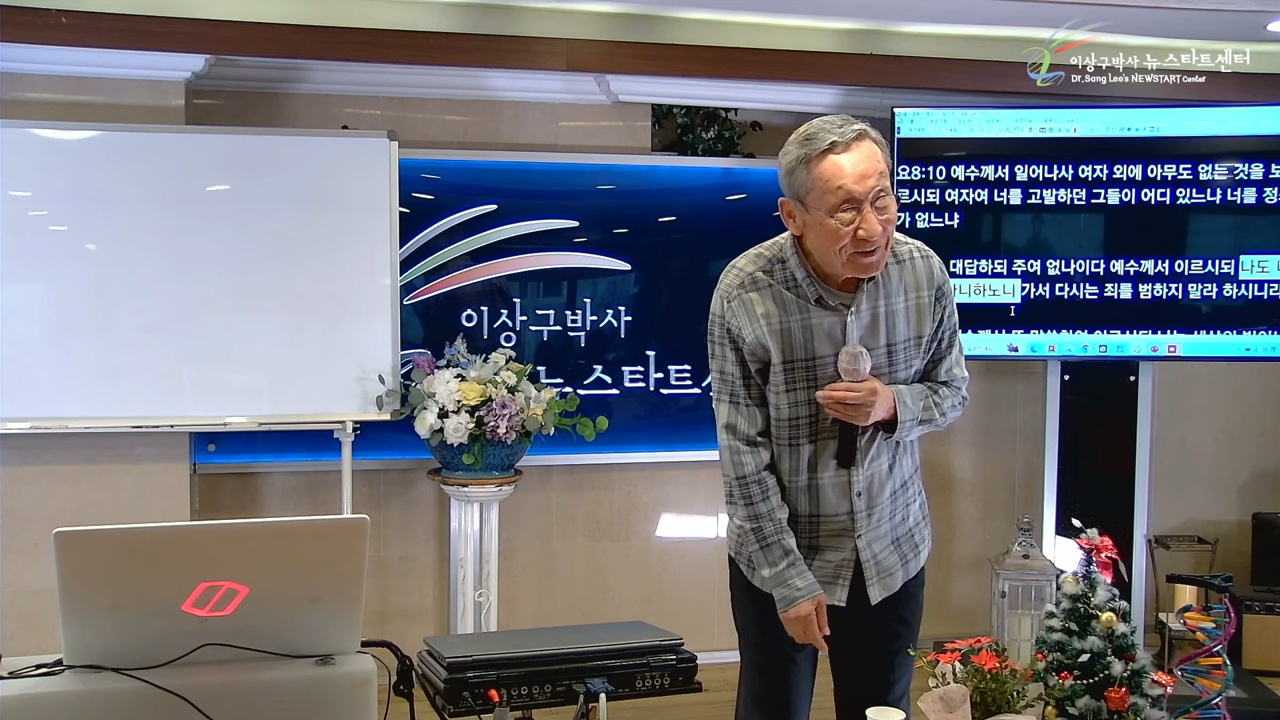 이상구박사 뉴스타트센터
Dr. Sang Lee's NEWSTART Center
요8:10 예수께서 일어나사 여자 외에 아무도 없는 것을 보
르시되 여자여 너를 고발하던 그들이 어디 있느냐 너를 정
가 없느냐
대답하되 주여 없나이다 예수께서 이르시되 나도
니하노니 가서 다시는 죄를 범하지 말라 하시니라
이상구박사
뉴스타트